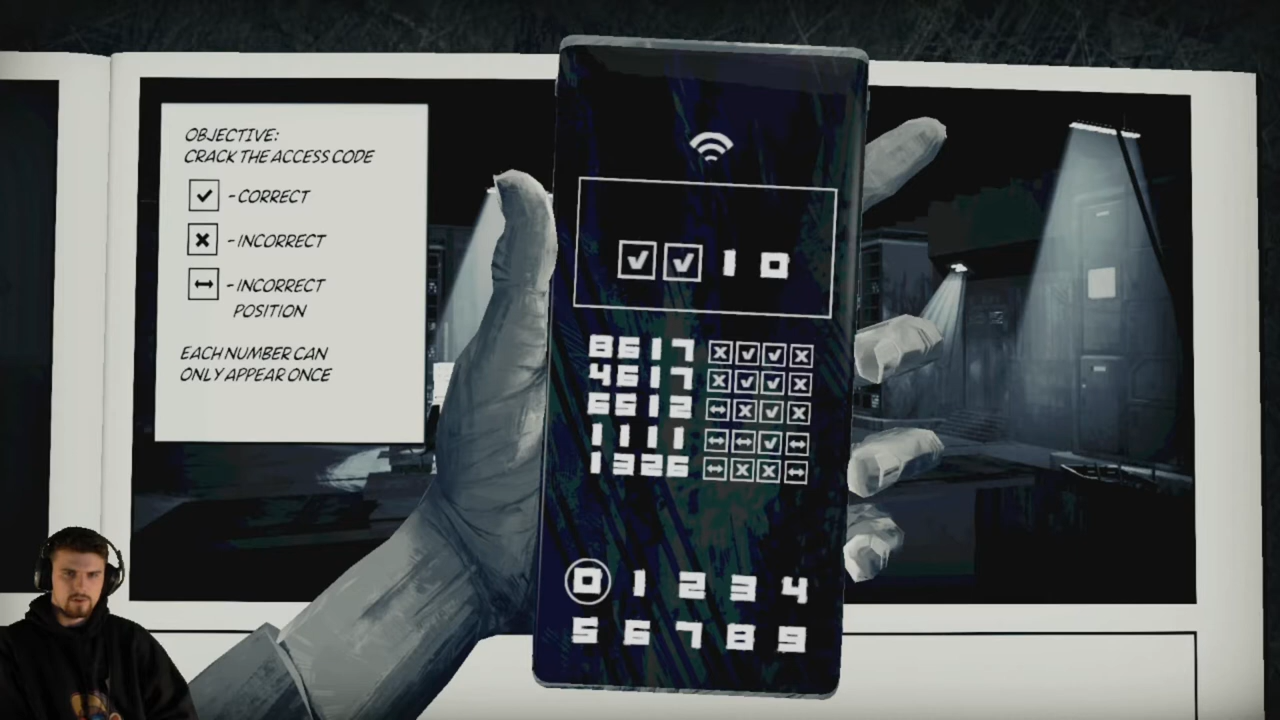 OBJECTIVE:
CRACK THE ACCESS CODE
- CORRECT
- INCORRECT
- INCORRECT
POSITION
EACH NUMBER CAN
ONLY APPEAR ONCE
1 0
8617
4617
6512
1111
1326
0 1 2 3 4
5 6 7 8 9